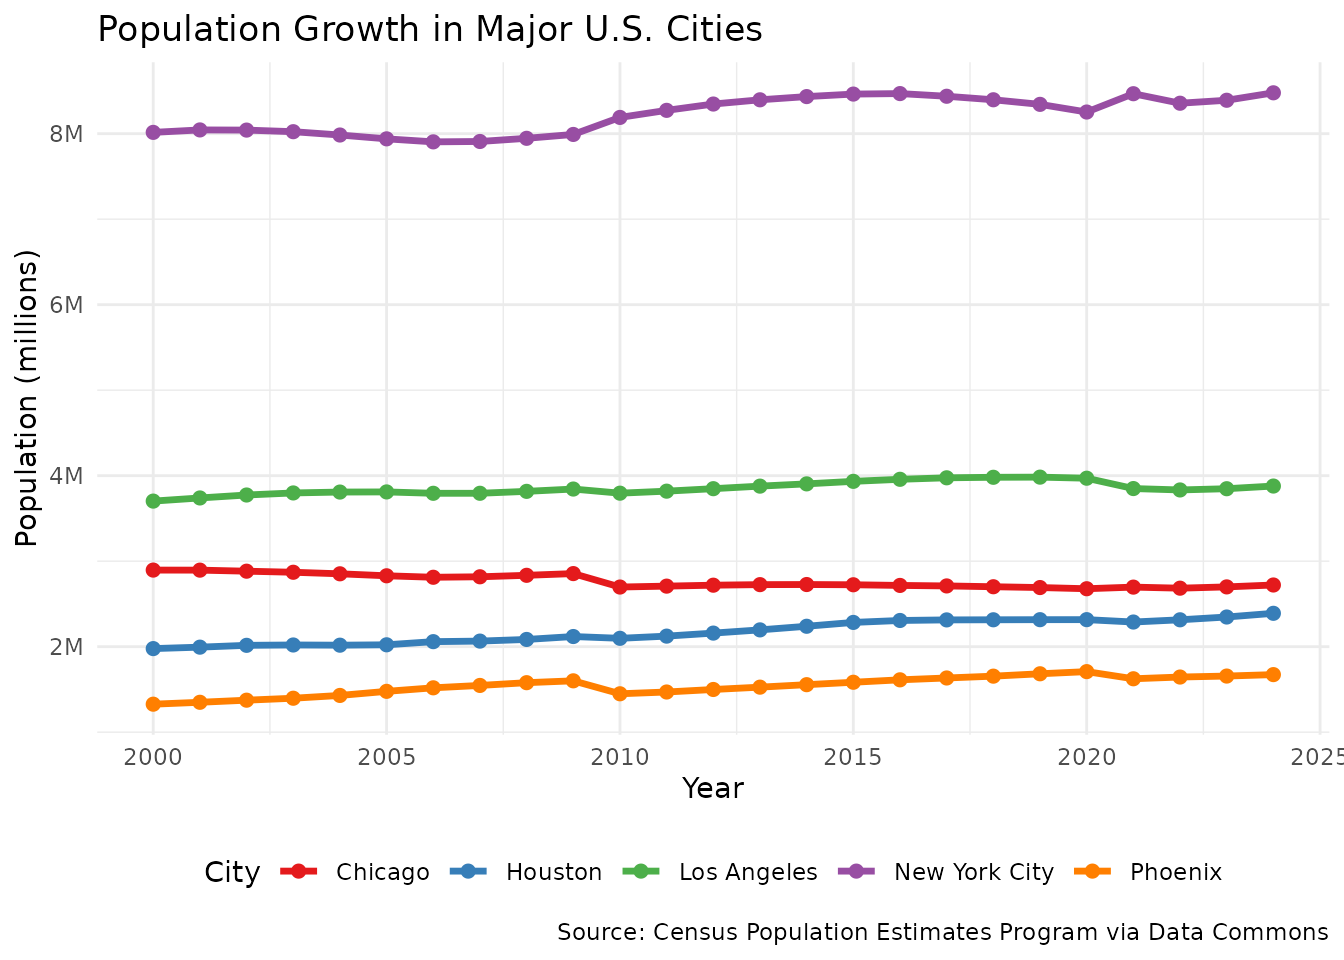 Population Growth in Major U.S. Cities
Population (millions)
8M
6M
4M
2M
2000 2005 2010 2015 2020 2025
Year
City Chicago Houston Los Angeles New York City Phoenix
Source: Census Population Estimates Program via Data Commons